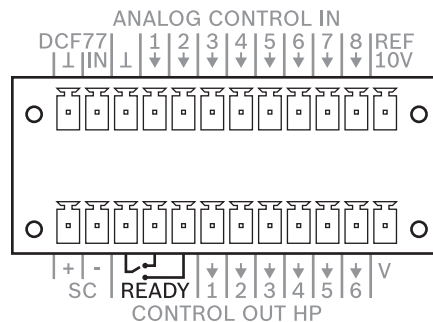 ANALOG CONTROL IN
DCF77 1 2 3 4 5 6 7 8 REF
⊥ IN ⊥ ↓ ↓ ↓ ↓ ↓ ↓ ↓ ↓ 10V
+ - ↓ ↓ ↓ ↓ ↓ ↓ V
SC READY 1 2 3 4 5 6
CONTROL OUT HP